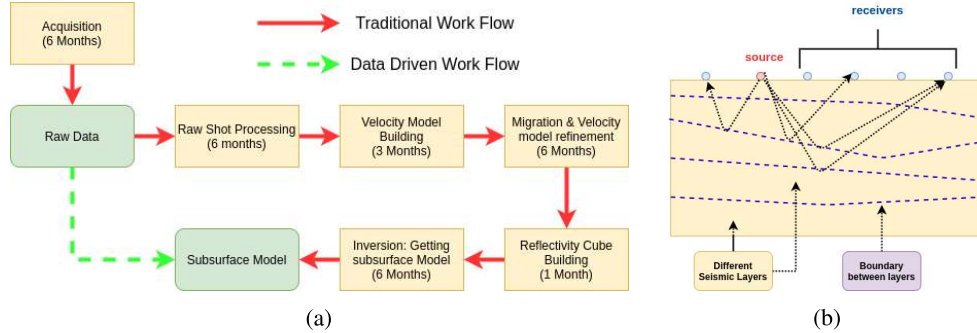 Acquisition
(6 Months)
Traditional Work Flow
Data Driven Work Flow
Raw Data
Raw Shot Processing
(6 months)
Velocity Model
Building
(3 Months)
Migration & Velocity
model refinement
(6 Months)
Subsurface Model
Inversion: Getting
subsurface Model
(6 Months)
Reflectivity Cube
Building
(1 Month)
(a)
receivers
source
Different
Seismic Layers
Boundary
between layers
(b)